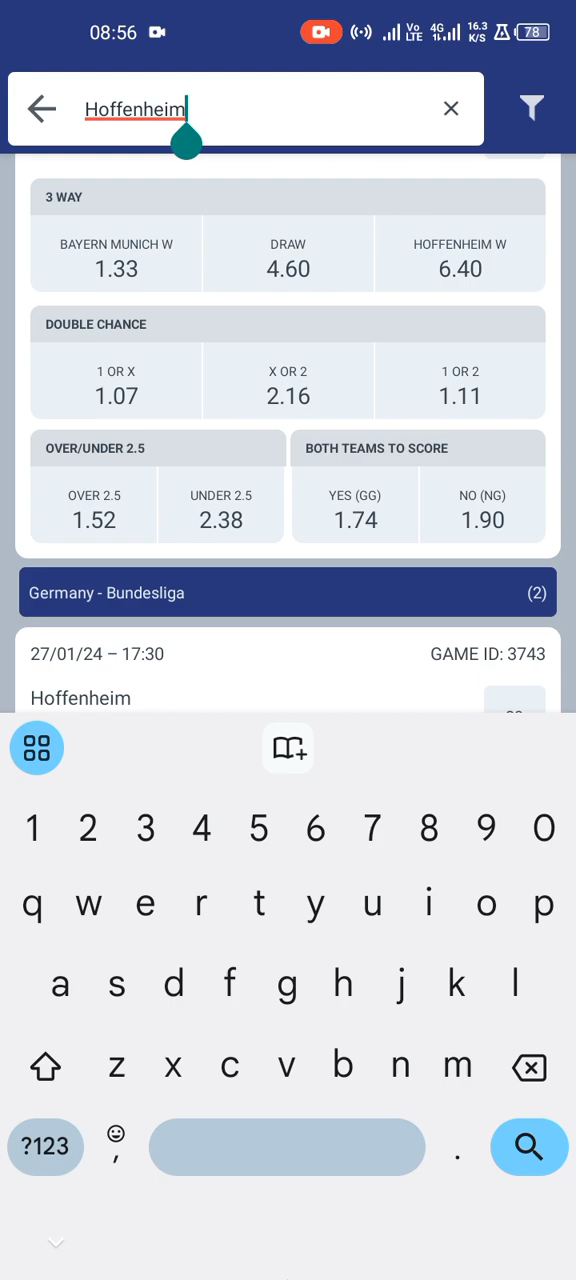 08:56 Vo LTE 4G 16.3 K/S 78
Hoffenheim
3 WAY
BAYERN MUNICH W DRAW HOFFENHEIM W
1.33 4.60 6.40
DOUBLE CHANCE
1 OR X X OR 2 1 OR 2
1.07 2.16 1.11
OVER/UNDER 2.5 BOTH TEAMS TO SCORE
OVER 2.5 UNDER 2.5 YES (GG) NO (NG)
1.52 2.38 1.74 1.90
Germany - Bundesliga (2)
27/01/24 – 17:30 GAME ID: 3743
Hoffenheim
1 2 3 4 5 6 7 8 9 0
q w e r t y u i o p
a s d f g h j k l
z x c v b n m
?123 , .